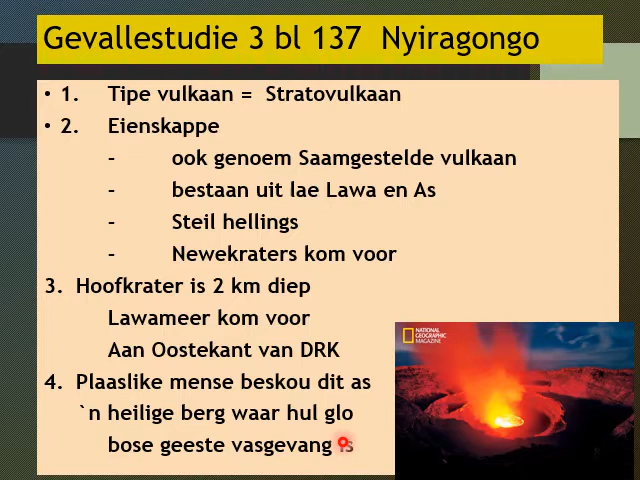 Gevallestudie 3 bl 137 Nyiragongo
• 1. Tipe vulkaan = Stratovulkaan
• 2. Eienskappe
- ook genoem Saamgestelde vulkaan
- bestaan uit lae Lawa en As
- Steil hellings
- Newekraters kom voor
3. Hoofkrater is 2 km diep
Lawameer kom voor
Aan Oostekant van DRK
4. Plaaslike mense beskou dit as
`n heilige berg waar hul glo
bose geeste vasgevang is
NATIONAL
GEOGRAPHIC
MAGAZINE